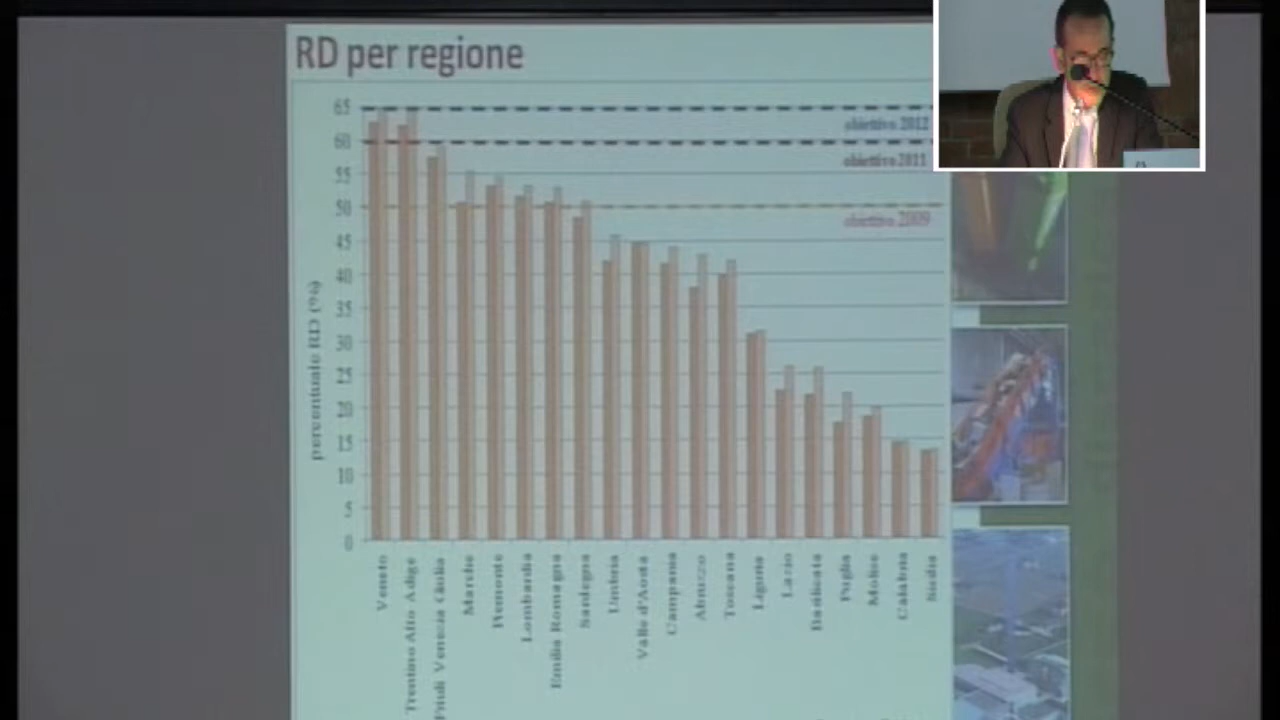 RD per regione
65
60
55
50
45
40
35
30
25
20
15
10
5
0
percentuale RD (%)
obiettivo 2012
obiettivo 2011
obiettivo 2009
Veneto
Trentino Alto Adige
Friuli Venezia Giulia
Marche
Piemonte
Lombardia
Emilia Romagna
Sardegna
Umbria
Valle d'Aosta
Campania
Abruzzo
Toscana
Liguria
Lazio
Basilicata
Puglia
Molise
Calabria
Sicilia